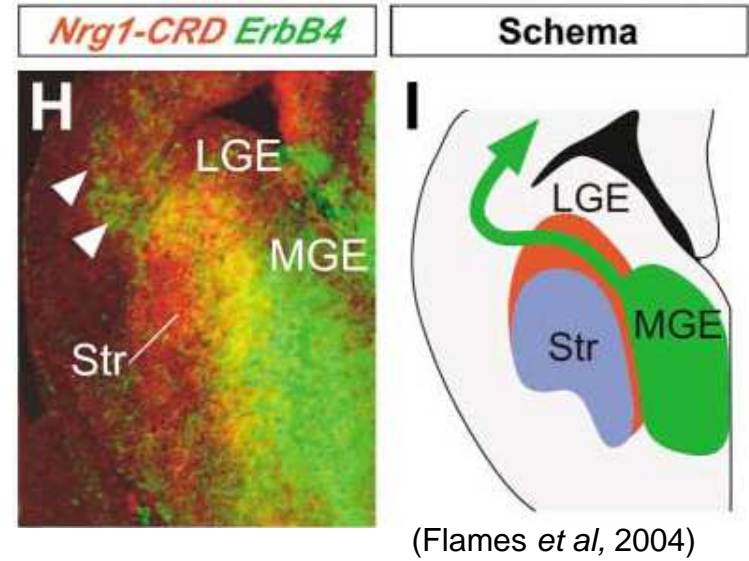 Nrg1-CRD ErbB4
Schema
H
LGE
MGE
Str
I
LGE
MGE
Str
(Flames et al, 2004)